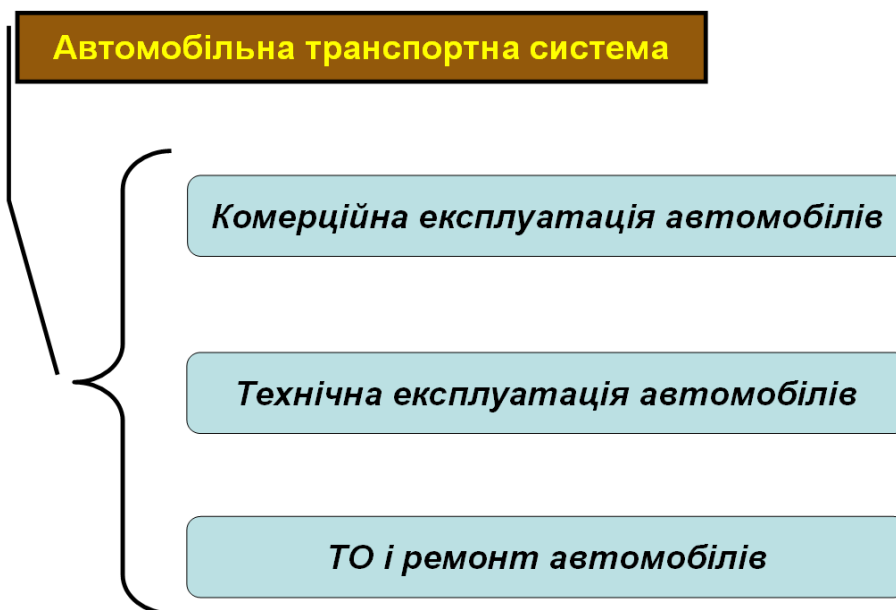 Автомобільна транспортна система
Комерційна експлуатація автомобілів
Технічна експлуатація автомобілів
ТО і ремонт автомобілів